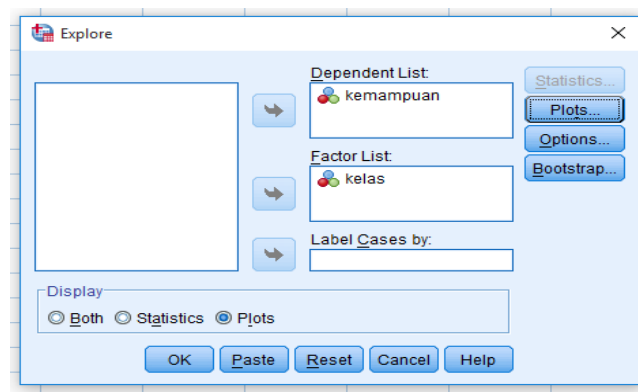 Explore
Dependent List:
kemampuan
Factor List:
kelas
Label Cases by:
Statistics...
Plots...
Options...
Bootstrap...
Display
Both Statistics Plots
OK Paste Reset Cancel Help